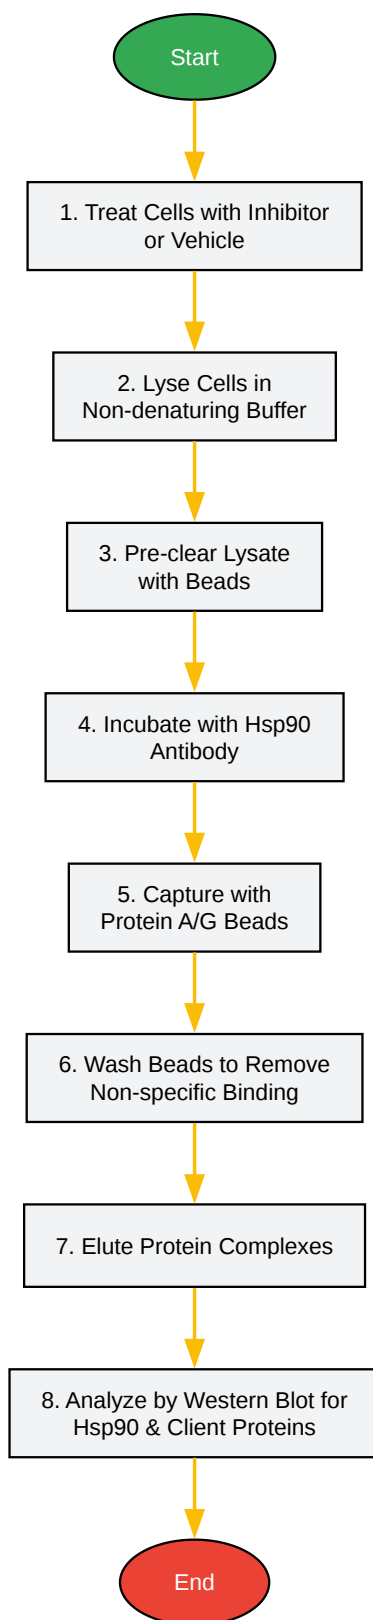 Start
1. Treat Cells with Inhibitor
or Vehicle
2. Lyse Cells in
Non-denaturing Buffer
3. Pre-clear Lysate
with Beads
4. Incubate with Hsp90
Antibody
5. Capture with
Protein A/G Beads
6. Wash Beads to Remove
Non-specific Binding
7. Elute Protein Complexes
8. Analyze by Western Blot for
Hsp90 & Client Proteins
End